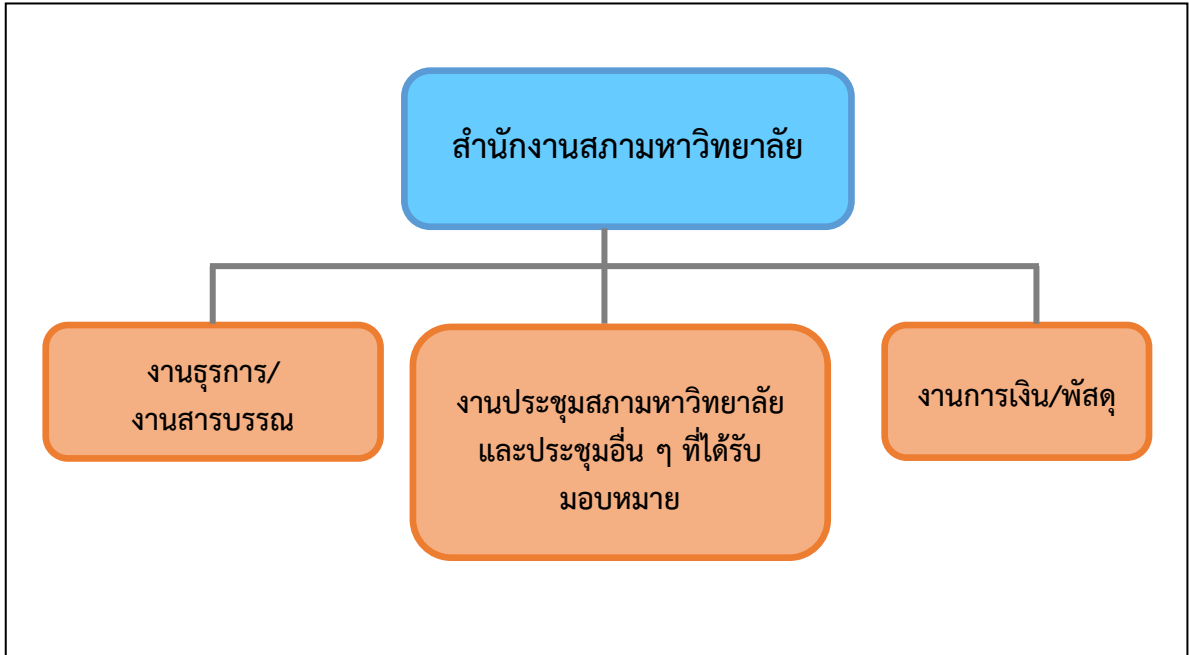 สำนักงานสภามหาวิทยาลัย
งานธุรการ/
งานสารบรรณ
งานประชุมสภามหาวิทยาลัย
และประชุมอื่น ๆ ที่ได้รับ
มอบหมาย
งานการเงิน/พัสดุ